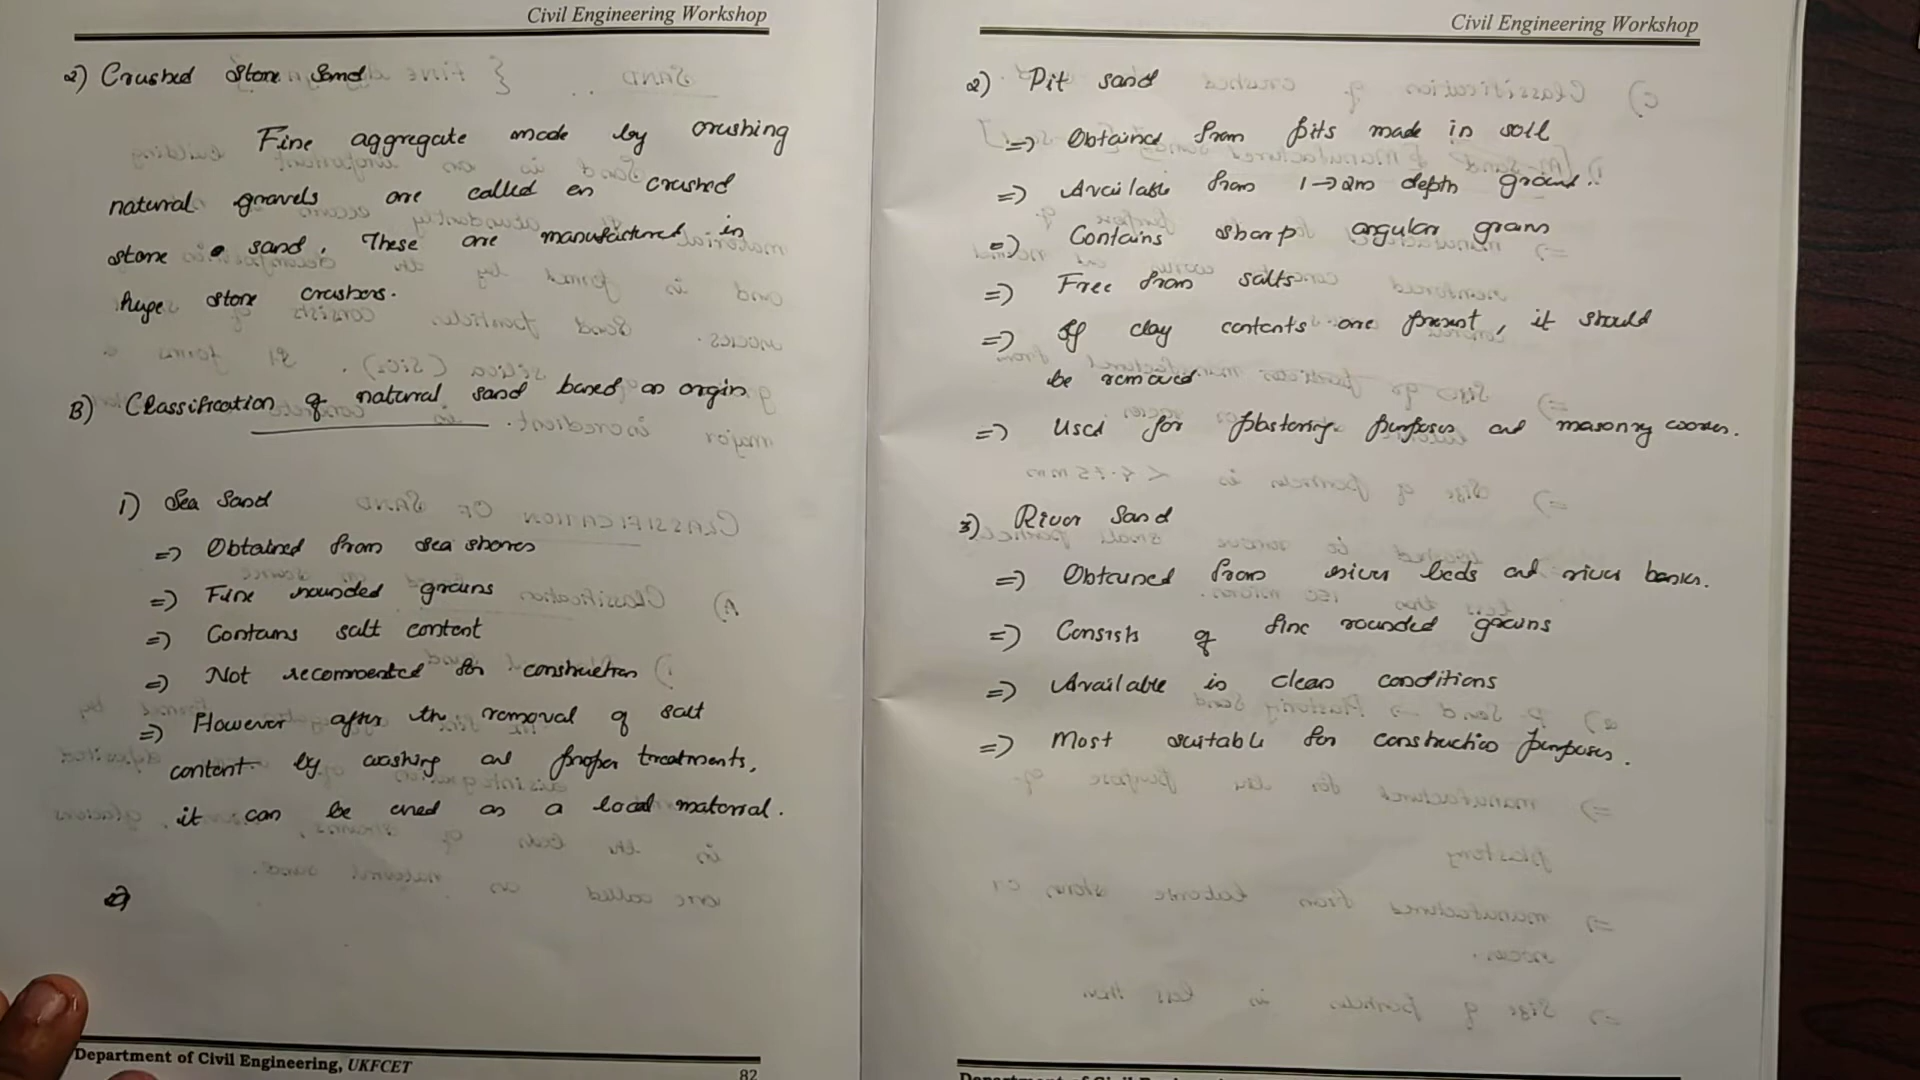 Civil Engineering Workshop
2) Crushed Stone Sand
Fine aggregate made by crushing
natural gravels are called as crushed
stone sand. These are manufactured in
huge stone crushers.
B) Classification of natural sand based on orgin
1) Sea Sand
=> Obtained from sea shores
=> Fine rounded grains
=> Contains salt content
=> Not recommented for construction
=> However after the removal of salt
content by washing and proper treatments,
it can be used as a local material.
Department of Civil Engineering, UKFCET
82
Civil Engineering Workshop
2) Pit sand
=> Obtained from pits made in soil
=> Available from 1->2m depth ground.
=> Contains sharp angular grains
=> Free from salts
=> If clay contents are present, it should
be removed
=> Used for plastering purposes and masonry works.
3) River Sand
=> Obtained from river beds and river banks.
=> Consists of fine rounded grains
=> Available in clean conditions
=> Most suitable for construction purposes.